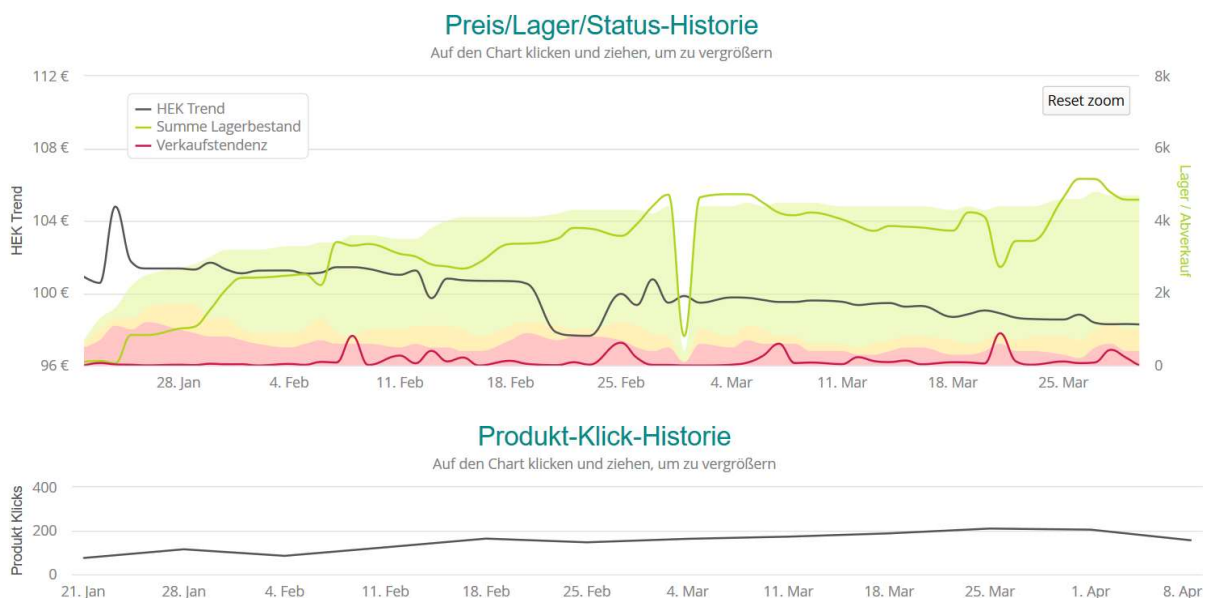 Preis/Lager/Status-Historie
Auf den Chart klicken und ziehen, um zu vergrößern
112 €
108 €
104 €
100 €
96 €
HEK Trend
HEK Trend
Summe Lagerbestand
Verkaufstendenz
Reset zoom
8k
6k
4k
2k
0
Lager / Abverkauf
28. Jan 4. Feb 11. Feb 18. Feb 25. Feb 4. Mar 11. Mar 18. Mar 25. Mar
Produkt-Klick-Historie
Auf den Chart klicken und ziehen, um zu vergrößern
400
200
0
Produkt Klicks
21. Jan 28. Jan 4. Feb 11. Feb 18. Feb 25. Feb 4. Mar 11. Mar 18. Mar 25. Mar 1. Apr 8. Apr